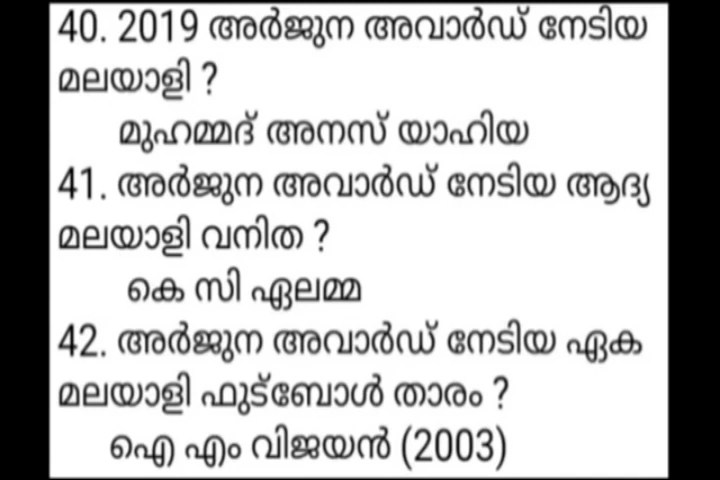 40. 2019 അർജുന അവാർഡ് നേടിയ
മലയാളി ?
മുഹമ്മദ് അനസ് യാഹിയ
41. അർജുന അവാർഡ് നേടിയ ആദ്യ
മലയാളി വനിത ?
കെ സി ഏലമ്മ
42. അർജുന അവാർഡ് നേടിയ ഏക
മലയാളി ഫുട്ബോൾ താരം ?
ഐ എം വിജയൻ (2003)